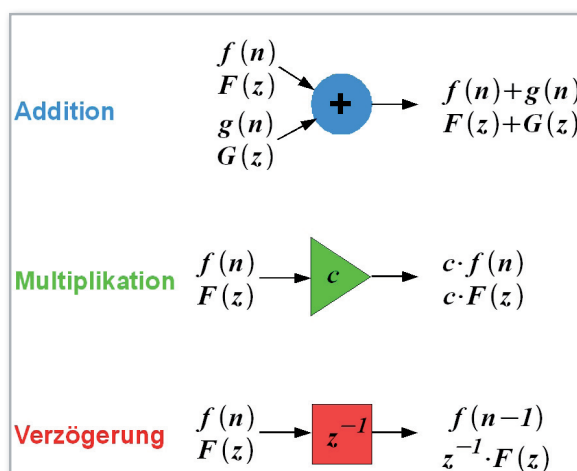 Addition
f(n)
F(z)
g(n)
G(z)
+
f(n)+g(n)
F(z)+G(z)
Multiplikation
f(n)
F(z)
c
c·f(n)
c·F(z)
Verzögerung
f(n)
F(z)
z⁻¹
f(n−1)
z⁻¹·F(z)